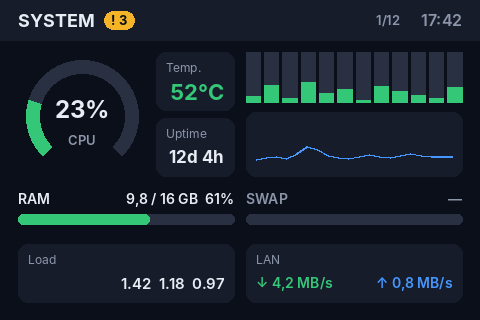 SYSTEM ! 3 1/12 17:42
23%
CPU
Temp.
52°C
Uptime
12d 4h
RAM 9,8 / 16 GB 61%
SWAP —
Load
1.42 1.18 0.97
LAN
↓ 4,2 MB/s ↑ 0,8 MB/s